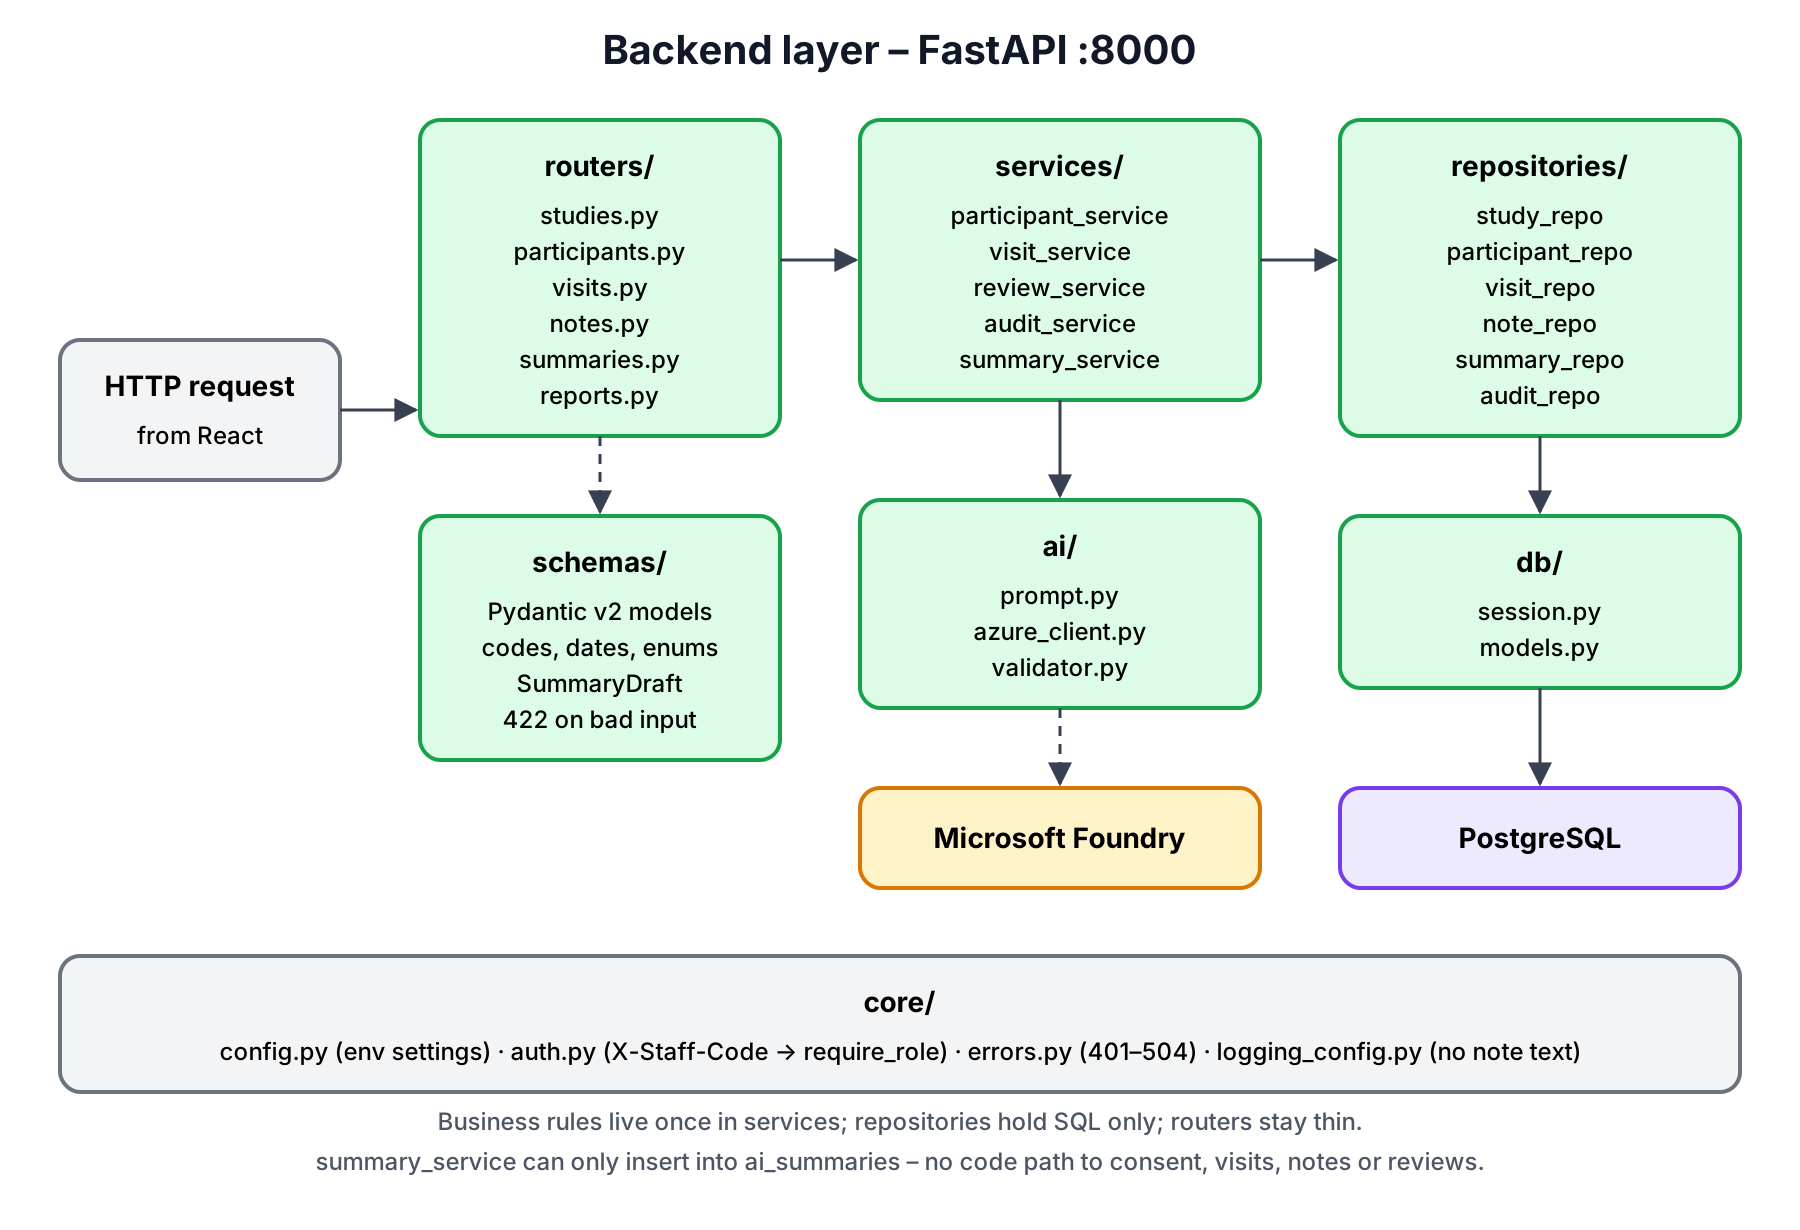 Backend layer – FastAPI :8000
HTTP request
from React
routers/
studies.py
participants.py
visits.py
notes.py
summaries.py
reports.py
services/
participant_service
visit_service
review_service
audit_service
summary_service
repositories/
study_repo
participant_repo
visit_repo
note_repo
summary_repo
audit_repo
schemas/
Pydantic v2 models
codes, dates, enums
SummaryDraft
422 on bad input
ai/
prompt.py
azure_client.py
validator.py
db/
session.py
models.py
Microsoft Foundry
PostgreSQL
core/
config.py (env settings) · auth.py (X-Staff-Code → require_role) · errors.py (401–504) · logging_config.py (no note text)
Business rules live once in services; repositories hold SQL only; routers stay thin.
summary_service can only insert into ai_summaries – no code path to consent, visits, notes or reviews.